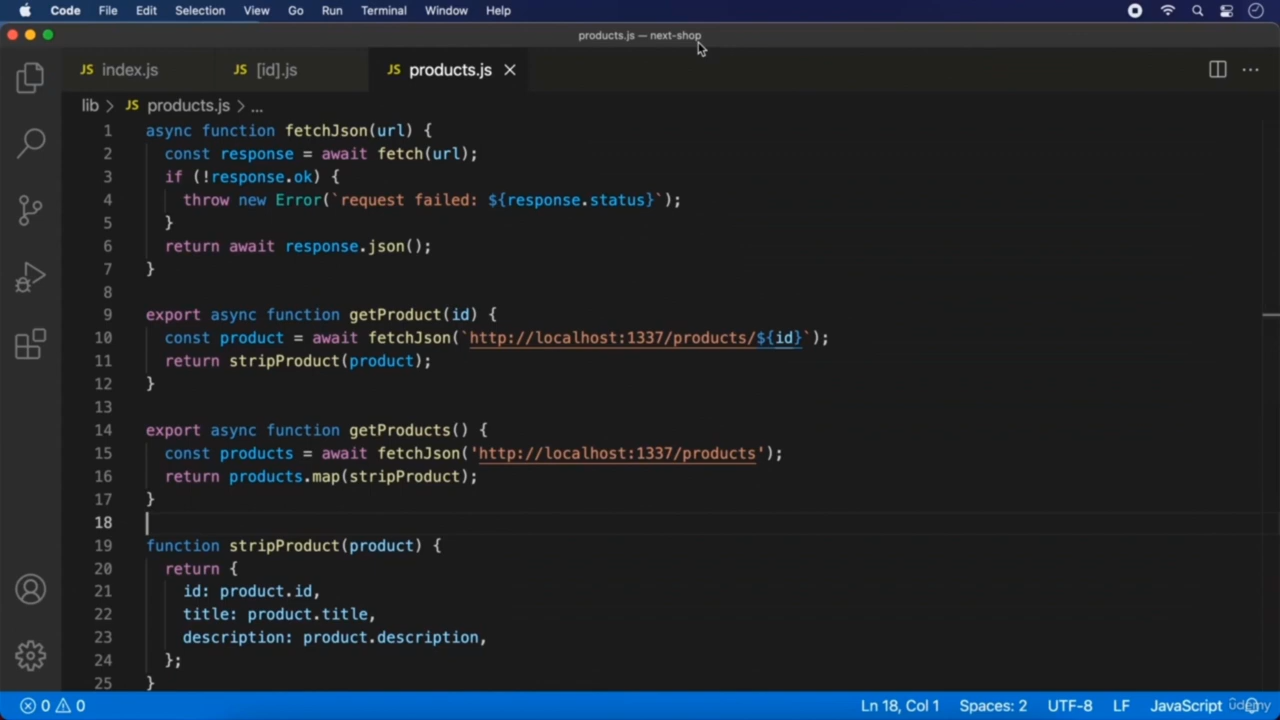 Code File Edit Selection View Go Run Terminal Window Help
products.js — next-shop
JS index.js JS [id].js JS products.js
lib > JS products.js > ...
1 async function fetchJson(url) {
2 const response = await fetch(url);
3 if (!response.ok) {
4 throw new Error(`request failed: ${response.status}`);
5 }
6 return await response.json();
7 }
8
9 export async function getProduct(id) {
10 const product = await fetchJson(`http://localhost:1337/products/${id}`);
11 return stripProduct(product);
12 }
13
14 export async function getProducts() {
15 const products = await fetchJson('http://localhost:1337/products');
16 return products.map(stripProduct);
17 }
18
19 function stripProduct(product) {
20 return {
21 id: product.id,
22 title: product.title,
23 description: product.description,
24 };
25 }
0 0 Ln 18, Col 1 Spaces: 2 UTF-8 LF JavaScript udemy